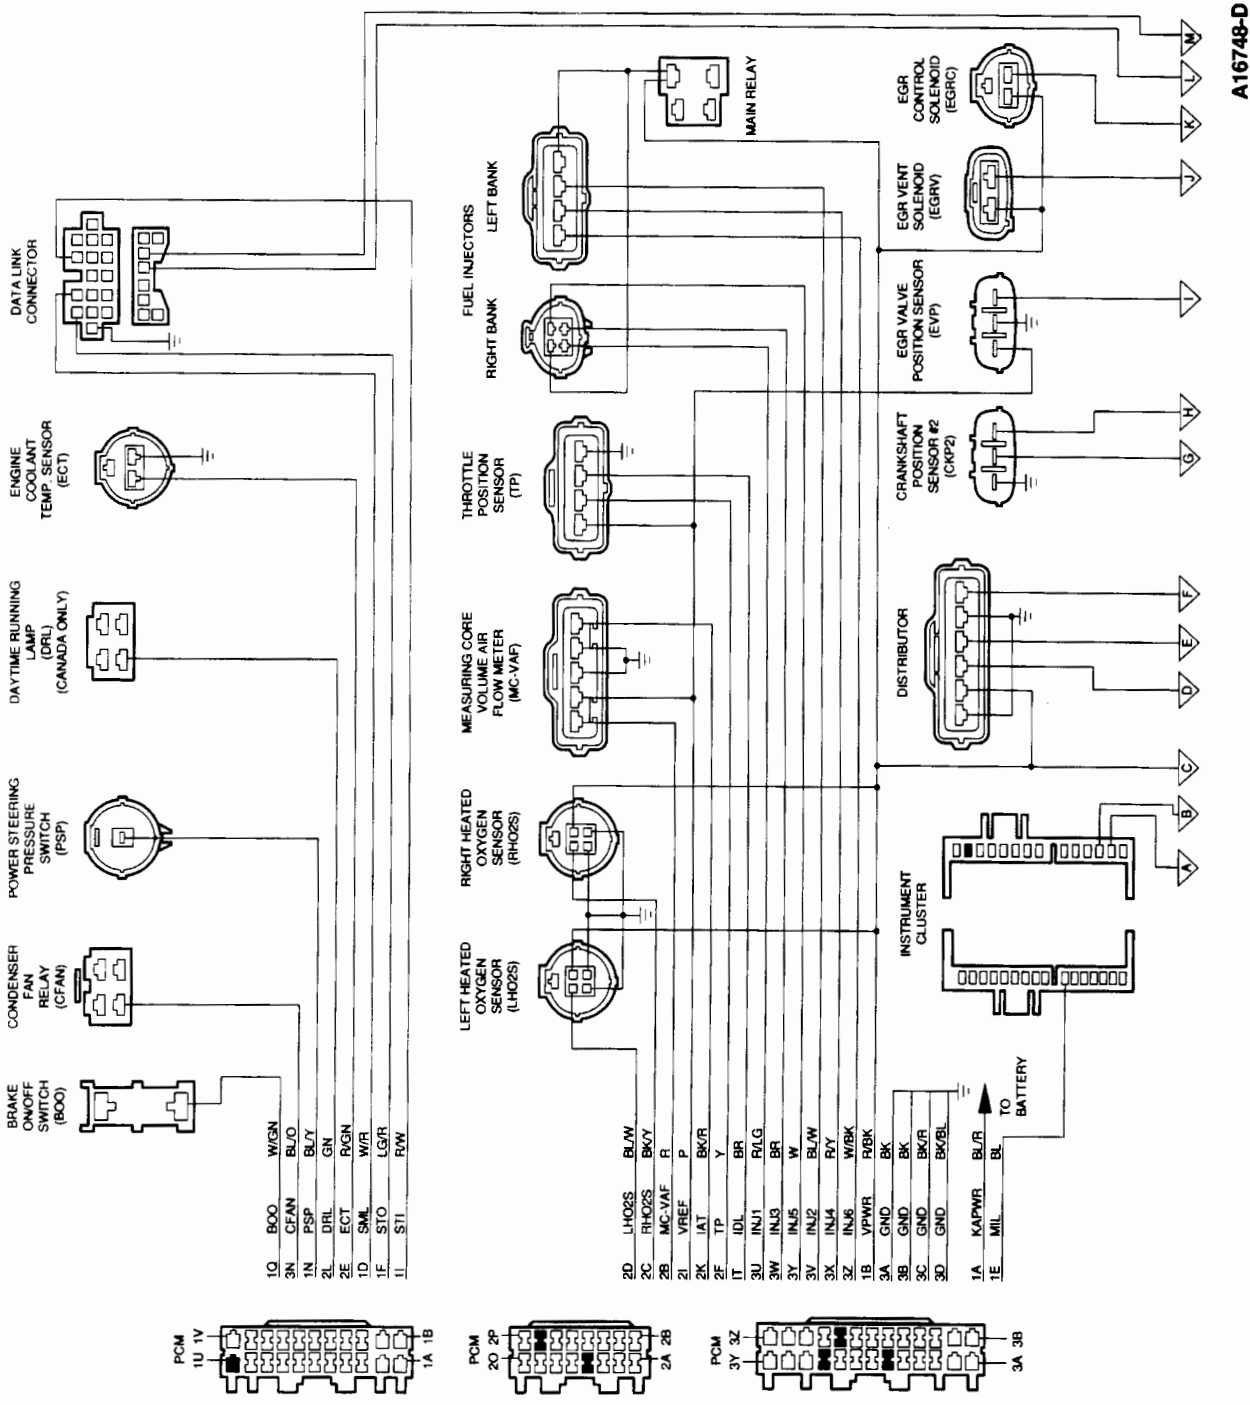 A16748-D
DATA LINK
CONNECTOR
ENGINE
COOLANT
TEMP. SENSOR
(ECT)
DAYTIME RUNNING
LAMP
(DRL)
(CANADA ONLY)
POWER STEERING
PRESSURE
SWITCH
(PSP)
CONDENSER
FAN
RELAY
(CFAN)
BRAKE
ON/OFF
SWITCH
(BOO)
1Q BOO W/GN
3N CFAN BL/O
1N PSP BL/Y
2L DRL GN
2E ECT R/GN
1D SML W/R
1F STO LG/R
1I STI R/W
PCM
1V
1U
1B
1A
MAIN RELAY
FUEL INJECTORS
LEFT BANK
RIGHT BANK
THROTTLE
POSITION
SENSOR
(TP)
MEASURING CORE
VOLUME AIR
FLOW METER
(MC-VAF)
RIGHT HEATED
OXYGEN
SENSOR
(RHO2S)
LEFT HEATED
OXYGEN
SENSOR
(LHO2S)
2D LHO2S BL/W
2C RHO2S BK/Y
2B MC-VAF R
2I VREF P
2K IAT BK/R
2F TP Y
IT IDL BR
3U INJ1 R/LG
3W INJ3 BR
3Y INJ5 W
3V INJ2 BL/W
3X INJ4 R/Y
3Z INJ6 W/BK
1B VPWR R/BK
3A GND BK
3B GND BK
3C GND BK/R
3D GND BK/BL
1A KAPWR BL/R
1E MIL BL
PCM
2P
2O
2B
2A
PCM
3Z
3Y
3B
3A
EGR
CONTROL
SOLENOID
(EGRC)
EGR VENT
SOLENOID
(EGRV)
EGR VALVE
POSITION SENSOR
(EVP)
CRANKSHAFT
POSITION
SENSOR #2
(CKP2)
DISTRIBUTOR
INSTRUMENT
CLUSTER
TO
BATTERY
M
L
K
J
I
H
G
F
E
D
C
B
A